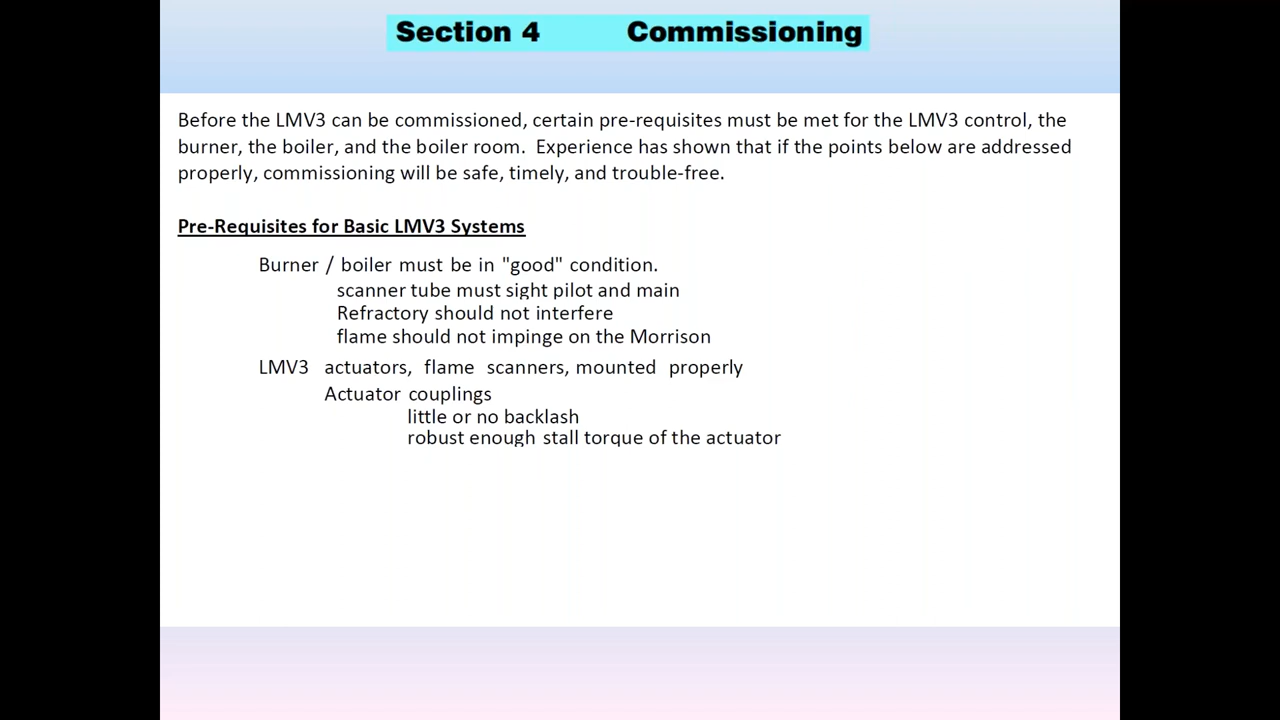 Section 4 Commissioning
Before the LMV3 can be commissioned, certain pre-requisites must be met for the LMV3 control, the
burner, the boiler, and the boiler room. Experience has shown that if the points below are addressed
properly, commissioning will be safe, timely, and trouble-free.
Pre-Requisites for Basic LMV3 Systems
Burner / boiler must be in "good" condition.
scanner tube must sight pilot and main
Refractory should not interfere
flame should not impinge on the Morrison
LMV3 actuators, flame scanners, mounted properly
Actuator couplings
little or no backlash
robust enough stall torque of the actuator